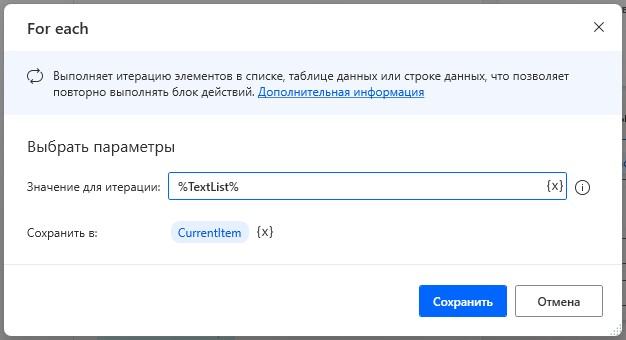 For each
Выполняет итерацию элементов в списке, таблице данных или строке данных, что позволяет
повторно выполнять блок действий. Дополнительная информация
Выбрать параметры
Значение для итерации: %TextList% {x}
Сохранить в: CurrentItem {x}
Сохранить Отмена